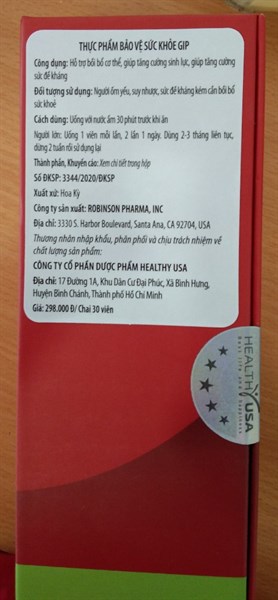 THỰC PHẨM BẢO VỆ SỨC KHỎE GIP
Công dụng: Hỗ trợ bồi bổ cơ thể, giúp tăng cường sinh lực, giúp tăng cường
sức đề kháng
Đối tượng sử dụng: Người ốm yếu, suy nhược, sức đề kháng kém cần bồi bổ
sức khoẻ
Cách dùng: Uống với nước ấm 30 phút trước khi ăn
Người lớn: Uống 1 viên mỗi lần, 2 lần 1 ngày. Dùng 2-3 tháng liên tục,
dừng 2 tuần rồi sử dụng lại
Thành phần, Khuyến cáo: Xem chi tiết trong hộp
Số ĐKSP: 3344/2020/ĐKSP
Xuất xứ: Hoa Kỳ
Công ty sản xuất: ROBINSON PHARMA, INC
Địa chỉ: 3330 S. Harbor Boulevard, Santa Ana, CA 92704, USA
Thương nhân nhập khẩu, phân phối và chịu trách nhiệm về
chất lượng sản phẩm:
CÔNG TY CỔ PHẦN DƯỢC PHẨM HEALTHY USA
Địa chỉ: 17 Đường 1A, Khu Dân Cư Đại Phúc, Xã Bình Hưng,
Huyện Bình Chánh, Thành phố Hồ Chí Minh
Giá: 298.000 Đ/ Chai 30 viên
HEALTHY USA
Best life and happiness